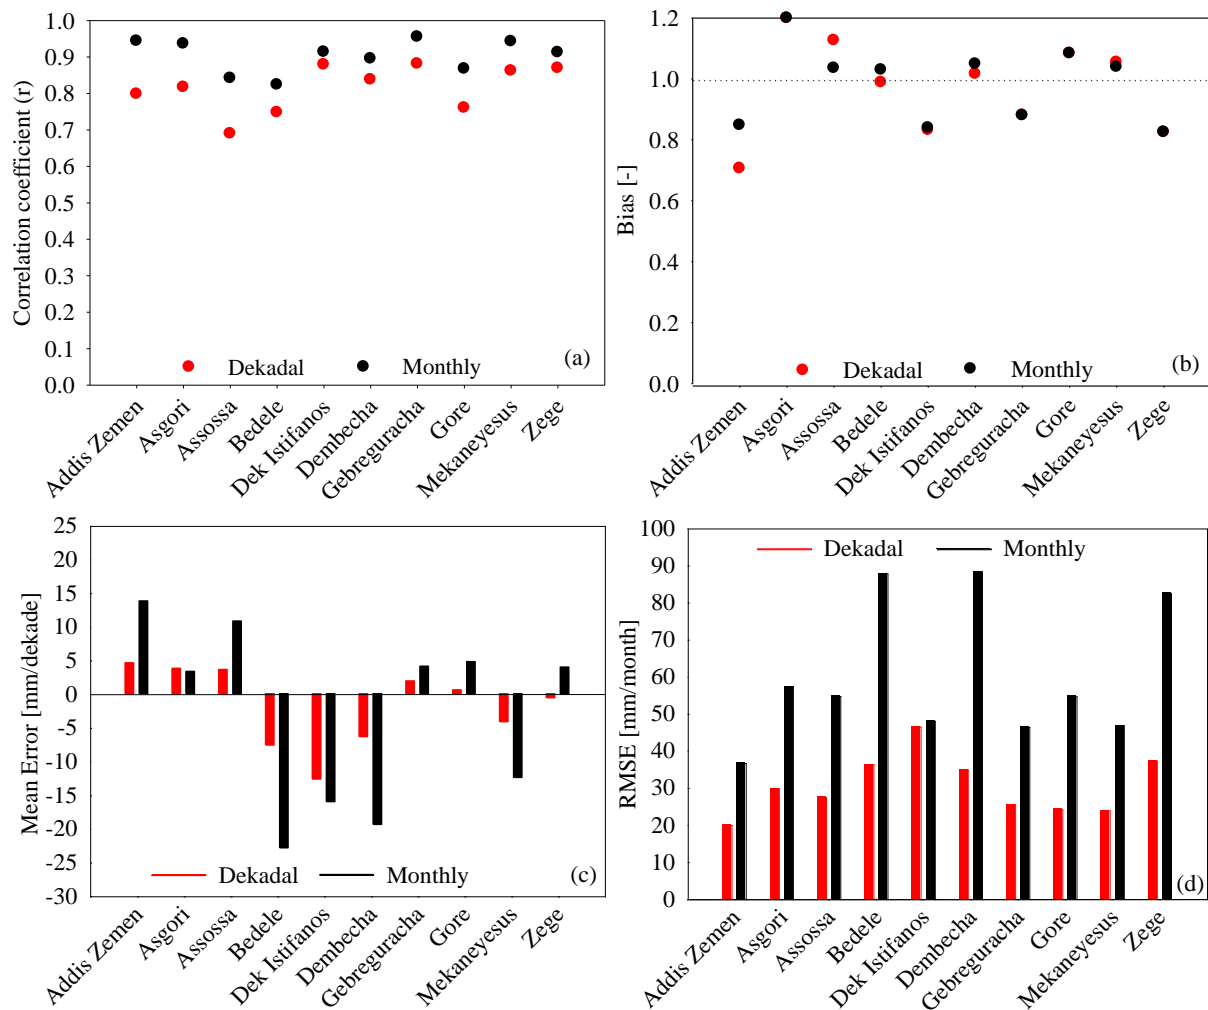 Correlation coefficient (r)
1.0
0.9
0.8
0.7
0.6
0.5
0.4
0.3
0.2
0.1
0.0
Dekadal
Monthly
(a)
Addis Zemen
Asgori
Assossa
Bedele
Dek Istifanos
Dembecha
Gebreguracha
Gore
Mekaneyesus
Zege
Bias [-]
1.2
1.0
0.8
0.6
0.4
0.2
0.0
Dekadal
Monthly
(b)
Addis Zemen
Asgori
Assossa
Bedele
Dek Istifanos
Dembecha
Gebreguracha
Gore
Mekaneyesus
Zege
Mean Error [mm/dekade]
25
20
15
10
5
0
-5
-10
-15
-20
-25
-30
Dekadal
Monthly
(c)
Addis Zemen
Asgori
Assossa
Bedele
Dek Istifanos
Dembecha
Gebreguracha
Gore
Mekaneyesus
Zege
RMSE [mm/month]
100
90
80
70
60
50
40
30
20
10
0
Dekadal
Monthly
(d)
Addis Zemen
Asgori
Assossa
Bedele
Dek Istifanos
Dembecha
Gebreguracha
Gore
Mekaneyesus
Zege